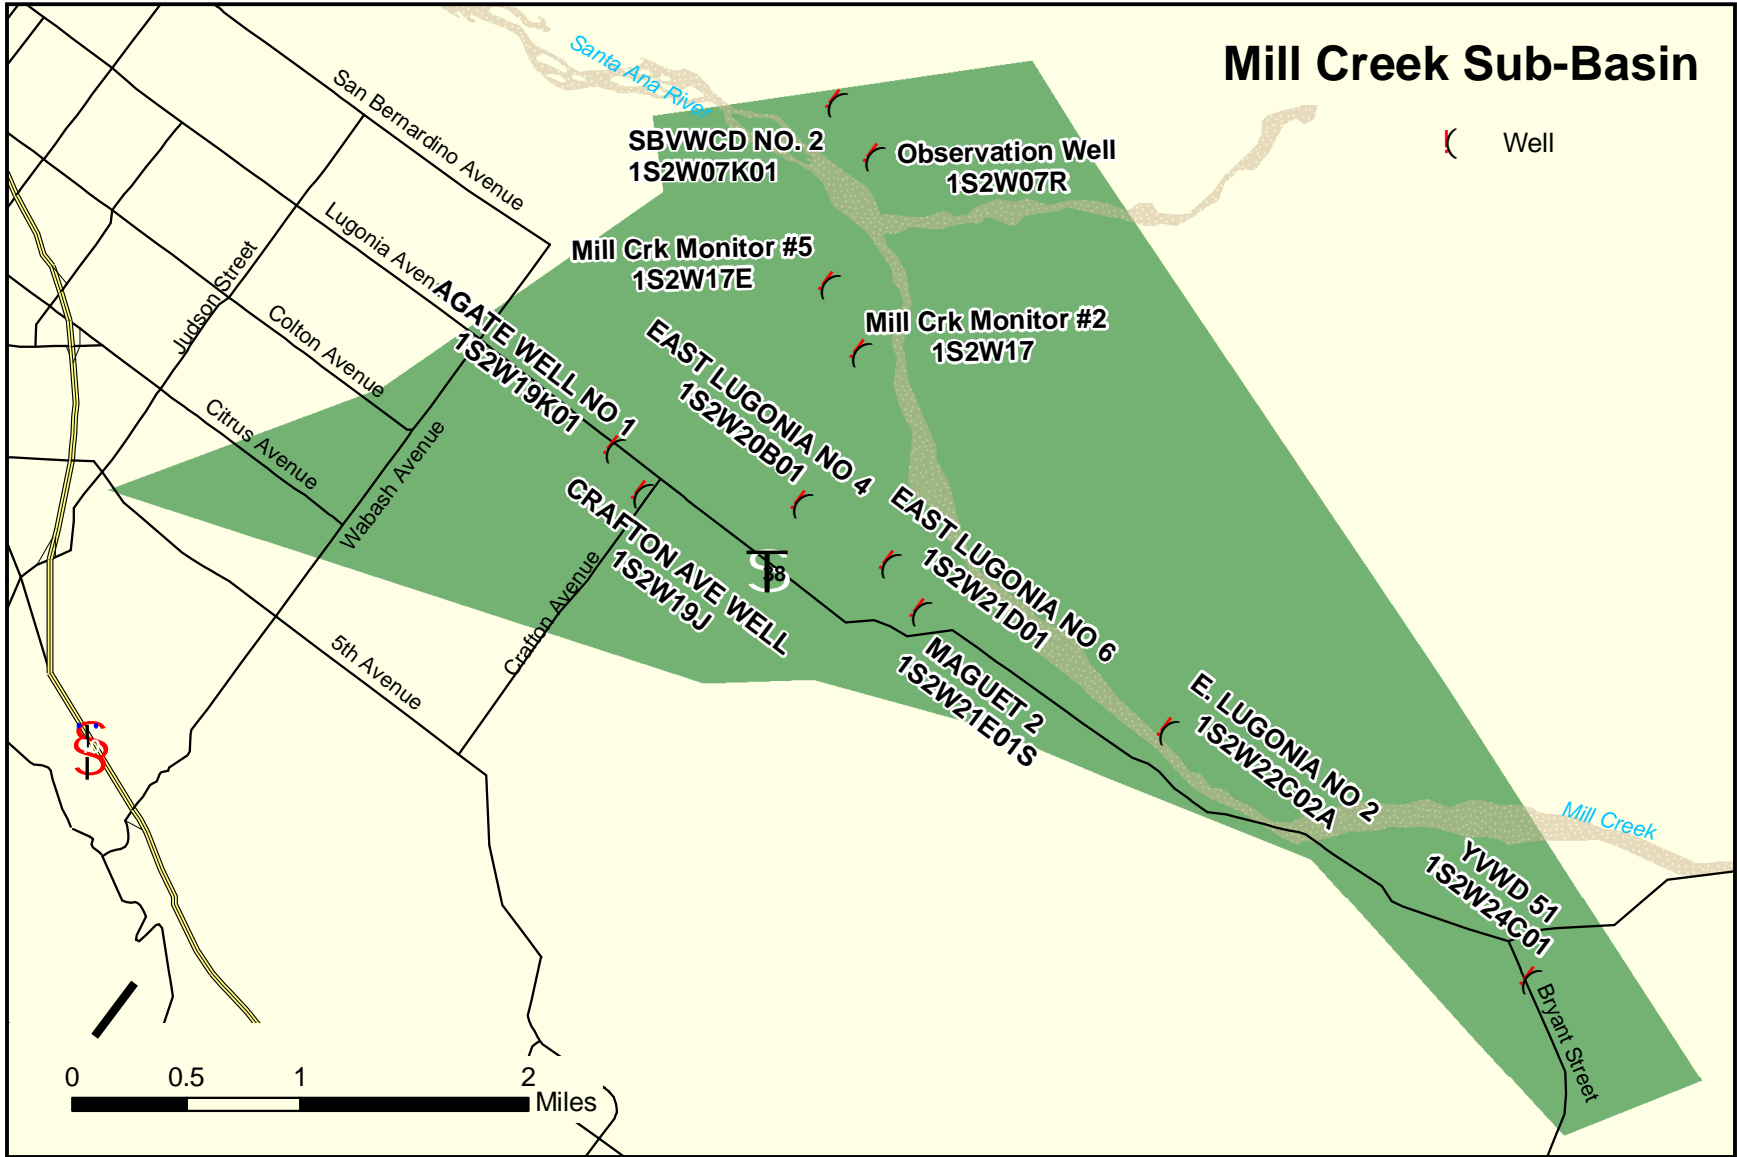 Mill Creek Sub-Basin
Well
Santa Ana River
San Bernardino Avenue
SBVWCD NO. 2
1S2W07K01
Observation Well
1S2W07R
Lugonia Avenu
Judson Street
Mill Crk Monitor #5
1S2W17E
Mill Crk Monitor #2
1S2W17
AGATE WELL NO 1
1S2W19K01
Colton Avenue
Citrus Avenue
Wabash Avenue
EAST LUGONIA NO 4
1S2W20B01
CRAFTON AVE WELL
1S2W19J
Crafton Avenue
38
EAST LUGONIA NO 6
1S2W21D01
MAGUET 2
1S2W21E01S
5th Avenue
E. LUGONIA NO 2
1S2W22C02A
Mill Creek
YVWD 51
1S2W24C01
Bryant Street
0 0.5 1 2
Miles